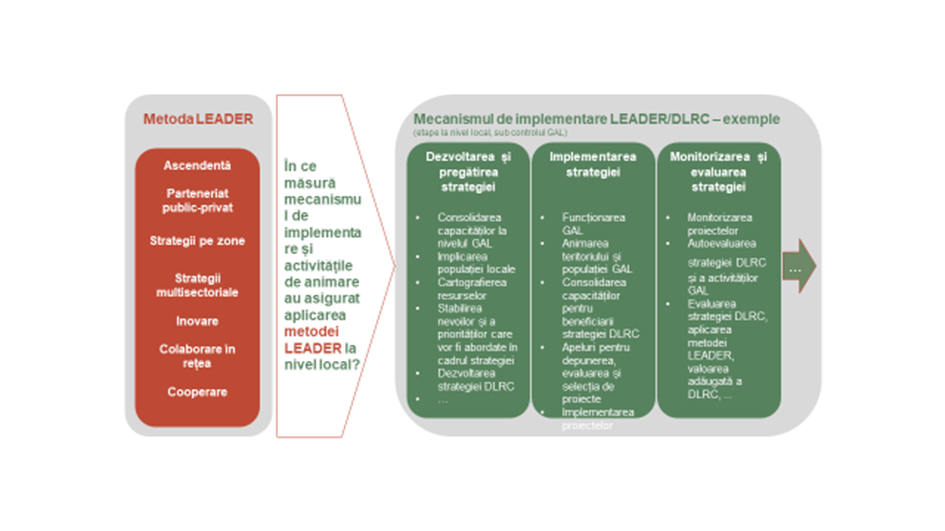 Metoda LEADER
Ascendentă
Parteneriat
public-privat
Strategii pe zone
Strategii
multisectoriale
Inovare
Colaborare în
rețea
Cooperare
În ce
măsură
mecanismu
l de
implementa
re și
activitățile
de animare
au asigurat
aplicarea
metodei
LEADER la
nivel local?
Mecanismul de implementare LEADER/DLRC – exemple
(etape la nivel local, sub controlul GAL)
Dezvoltarea și
pregătirea
strategiei
• Consolidarea
capacităților la
nivelul GAL
• Implicarea
populației locale
• Cartografierea
resurselor
• Stabilirea
nevoilor și a
priorităților care
vor fi abordate în
cadrul strategiei
• Dezvoltarea
strategiei DLRC
• ...
Implementarea
strategiei
• Funcționarea
GAL
• Animarea
teritoriului și
populației GAL
• Consolidarea
capacităților
pentru
beneficiarii
strategiei DLRC
• Apeluri pentru
depunerea,
evaluarea și
selecția de
proiecte
• Implementarea
proiectelor
Monitorizarea și
evaluarea
strategiei
• Monitorizarea
proiectelor
• Autoevaluarea
strategiei DLRC
și a activităților
GAL
• Evaluarea
strategiei DLRC,
aplicarea
metodei
LEADER,
valoarea
adăugată a
DLRC, ...
...